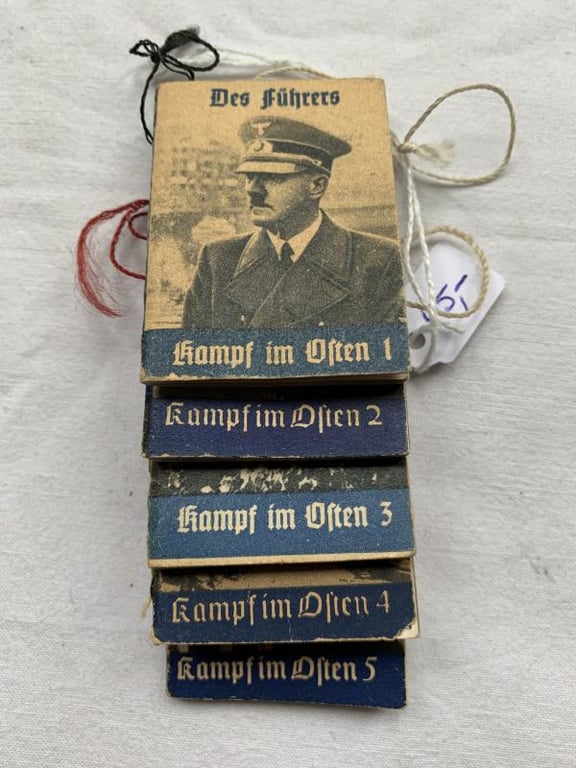 Des Führers
Kampf im Osten 1
Kampf im Osten 2
Kampf im Osten 3
Kampf im Osten 4
Kampf im Osten 5